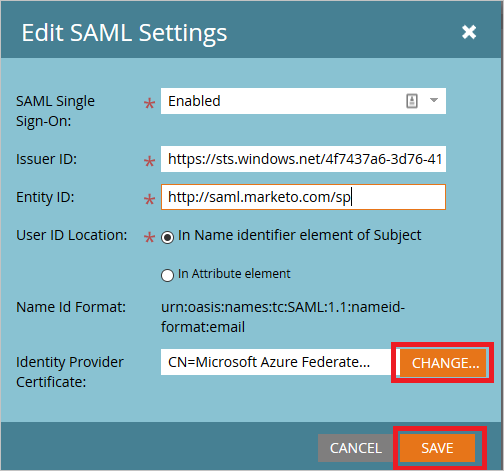 Edit SAML Settings
SAML Single
Sign-On:
Enabled
Issuer ID:
https://sts.windows.net/4f7437a6-3d76-41
Entity ID:
http://saml.marketo.com/sp
User ID Location:
In Name identifier element of Subject
In Attribute element
Name Id Format:
urn:oasis:names:tc:SAML:1.1:nameid-
format:email
Identity Provider
Certificate:
CN=Microsoft Azure Federate...
CHANGE...
CANCEL
SAVE